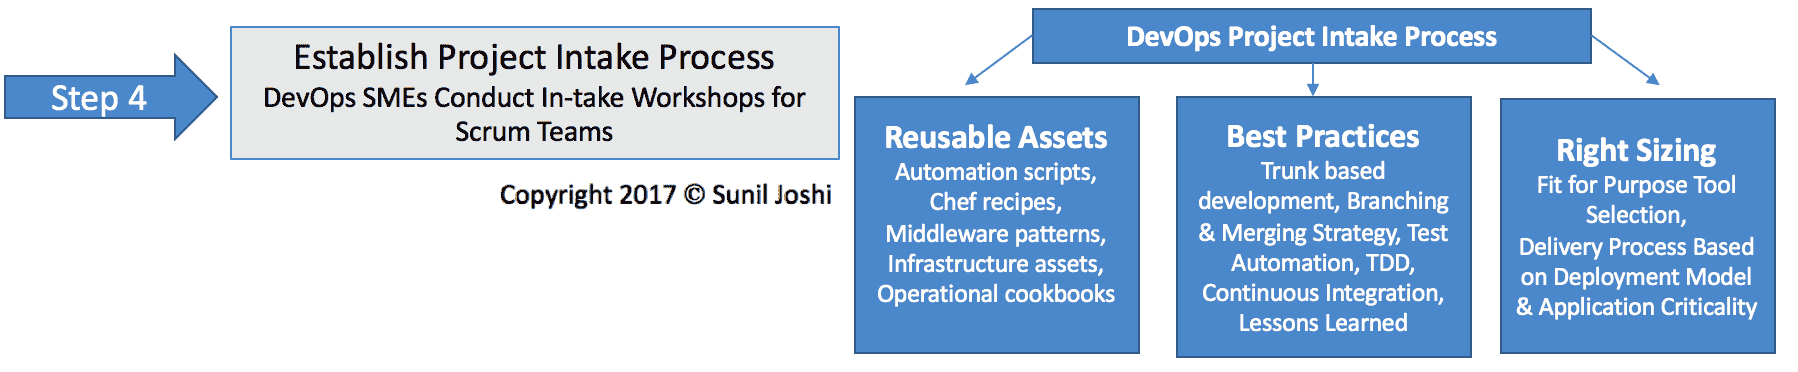 Step 4
Establish Project Intake Process
DevOps SMEs Conduct In-take Workshops for
Scrum Teams
Copyright 2017 © Sunil Joshi
DevOps Project Intake Process
Reusable Assets
Automation scripts,
Chef recipes,
Middleware patterns,
Infrastructure assets,
Operational cookbooks
Best Practices
Trunk based
development, Branching
& Merging Strategy, Test
Automation, TDD,
Continuous Integration,
Lessons Learned
Right Sizing
Fit for Purpose Tool
Selection,
Delivery Process Based
on Deployment Model
& Application Criticality